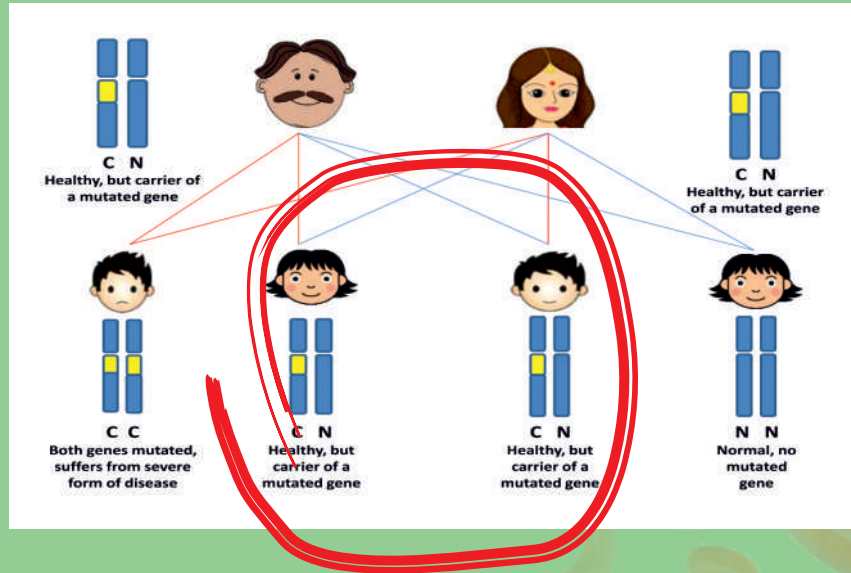 C N
Healthy, but carrier of
a mutated gene
C N
Healthy, but carrier
of a mutated gene
C C
Both genes mutated,
suffers from severe
form of disease
C N
Healthy, but
carrier of a
mutated gene
C N
Healthy, but
carrier of a
mutated gene
N N
Normal, no
mutated
gene